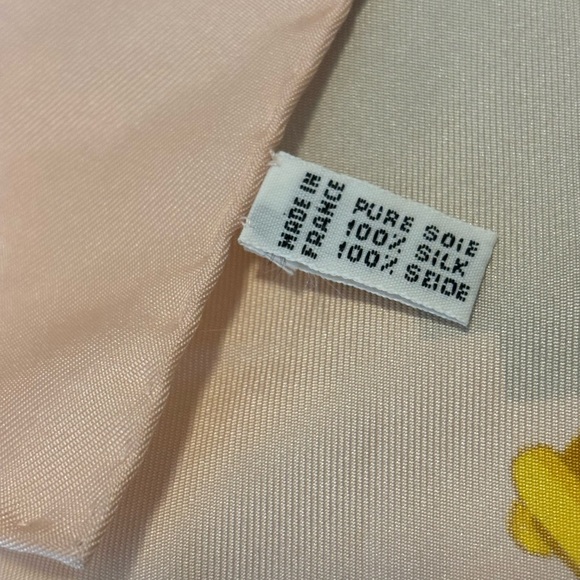 MADE IN
FRANCE
PURE SOIE
100% SILK
100% SEIDE